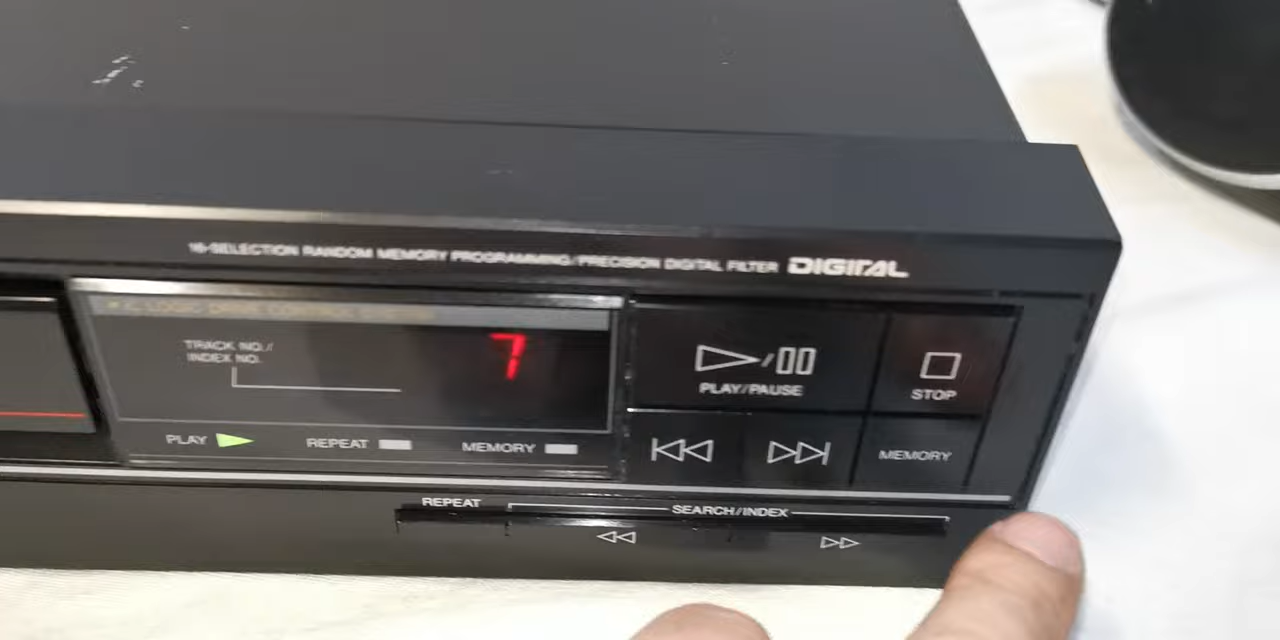 16-SELECTION RANDOM MEMORY PROGRAMMING/PRECISION DIGITAL FILTER DIGITAL
TRACK NO./
INDEX NO.
7
PLAY
REPEAT
MEMORY
PLAY/PAUSE
STOP
MEMORY
REPEAT
SEARCH/INDEX